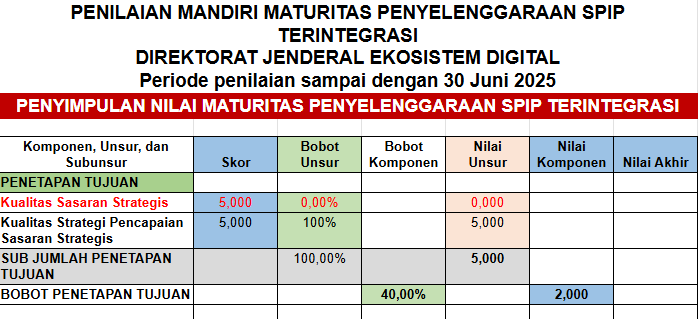 PENILAIAN MANDIRI MATURITAS PENYELENGGARAAN SPIP
TERINTEGRASI
DIREKTORAT JENDERAL EKOSISTEM DIGITAL
Periode penilaian sampai dengan 30 Juni 2025
PENYIMPULAN NILAI MATURITAS PENYELENGGARAAN SPIP TERINTEGRASI
Komponen, Unsur, dan Subunsur Skor Bobot Unsur Bobot Komponen Nilai Unsur Nilai Komponen Nilai Akhir
PENETAPAN TUJUAN
Kualitas Sasaran Strategis 5,000 0,00% 0,000
Kualitas Strategi Pencapaian Sasaran Strategis 5,000 100% 5,000
SUB JUMLAH PENETAPAN TUJUAN 100,00% 5,000
BOBOT PENETAPAN TUJUAN 40,00% 2,000